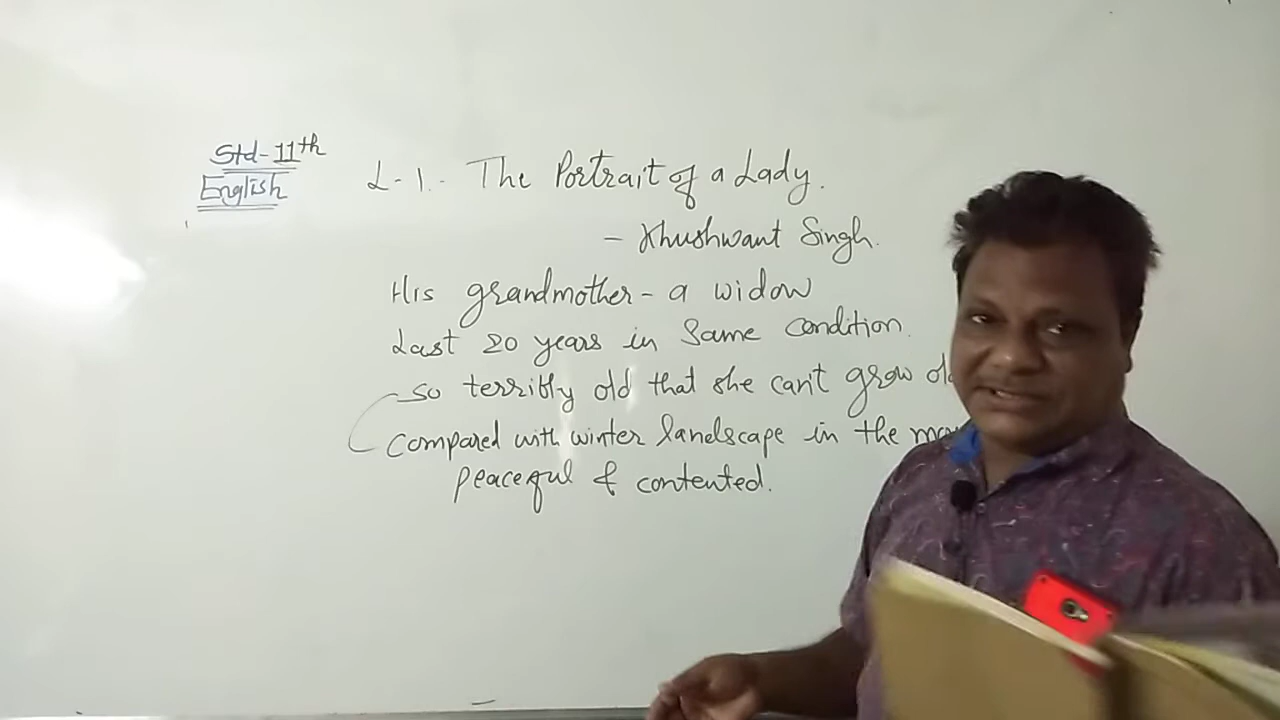 Std-11th
English
L-1.- The Portrait of a Lady.
- Khushwant Singh.
His grandmother - a widow
Last 20 years in same condition.
so terribly old that she can't grow
Compared with winter landscape in the
peaceful & contented.